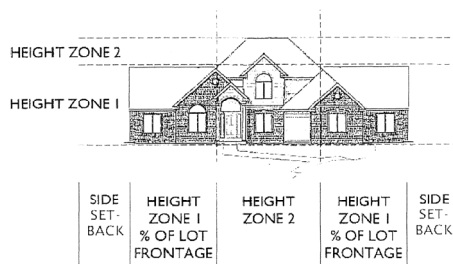 HEIGHT ZONE 2
HEIGHT ZONE 1
SIDE
SET-
BACK
HEIGHT
ZONE 1
% OF LOT
FRONTAGE
HEIGHT
ZONE 2
HEIGHT
ZONE 1
% OF LOT
FRONTAGE
SIDE
SET-
BACK